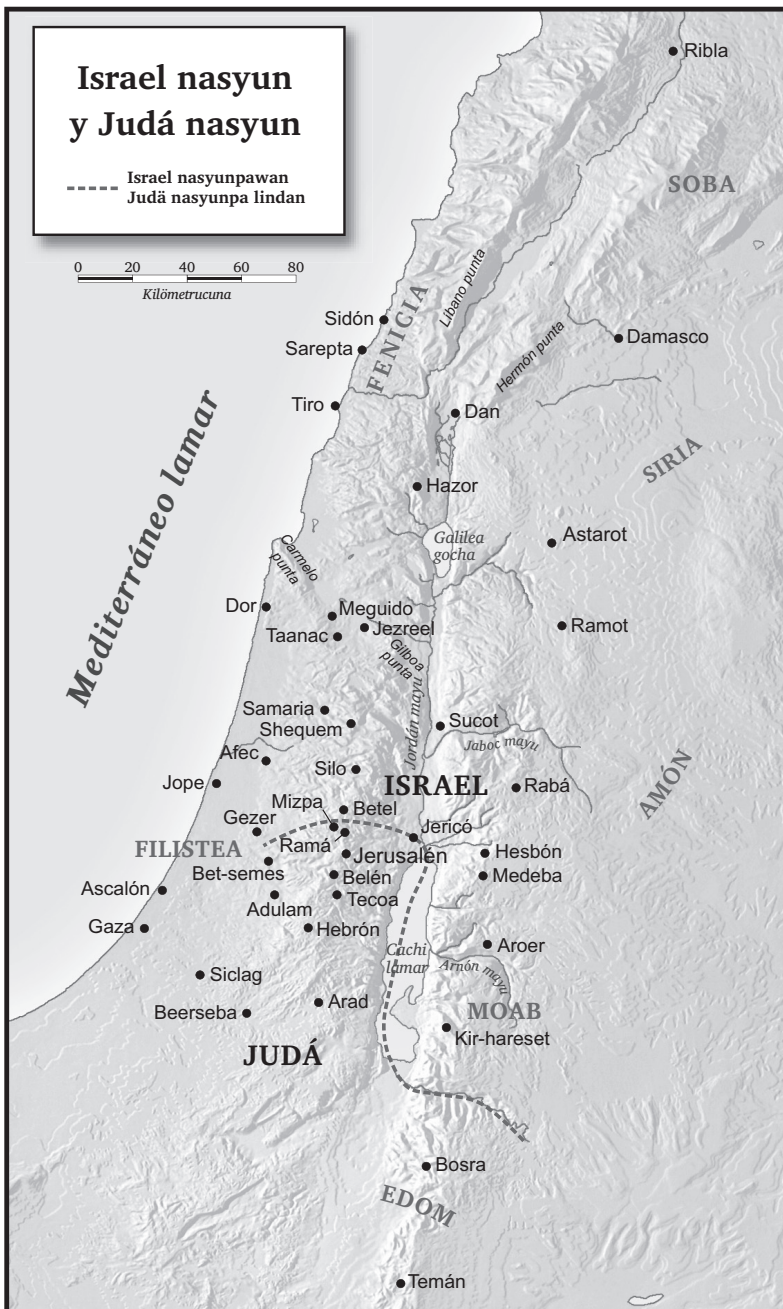 Israel nasyun
y Judá nasyun
Israel nasyunpawan
Judä nasyunpa lindan
0 20 40 60 80
Kilömetrucuna
Ribla
SOBA
Líbano punta
Sidón
FENICIA
Damasco
Sarepta
Hermón punta
Tiro
Dan
Mediterráneo lamar
SIRIA
Hazor
Galilea
gocha
Astarot
Carmelo
punta
Dor
Meguido
Jezreel
Ramot
Taanac
Gilboa
punta
Jordán mayu
Samaria
Shequem
Sucot
Jaboc mayu
Afec
Silo
Jope
ISRAEL
Rabá
AMÓN
Mizpa
Betel
Gezer
Jericó
FILISTEA
Ramá
Jerusalén
Hesbón
Bet-semes
Belén
Medeba
Ascalón
Adulam
Tecoa
Gaza
Hebrón
Cachi
lamar
Aroer
Arnón mayu
Siclag
Beerseba
Arad
MOAB
Kir-hareset
JUDÁ
Bosra
EDOM
Temán